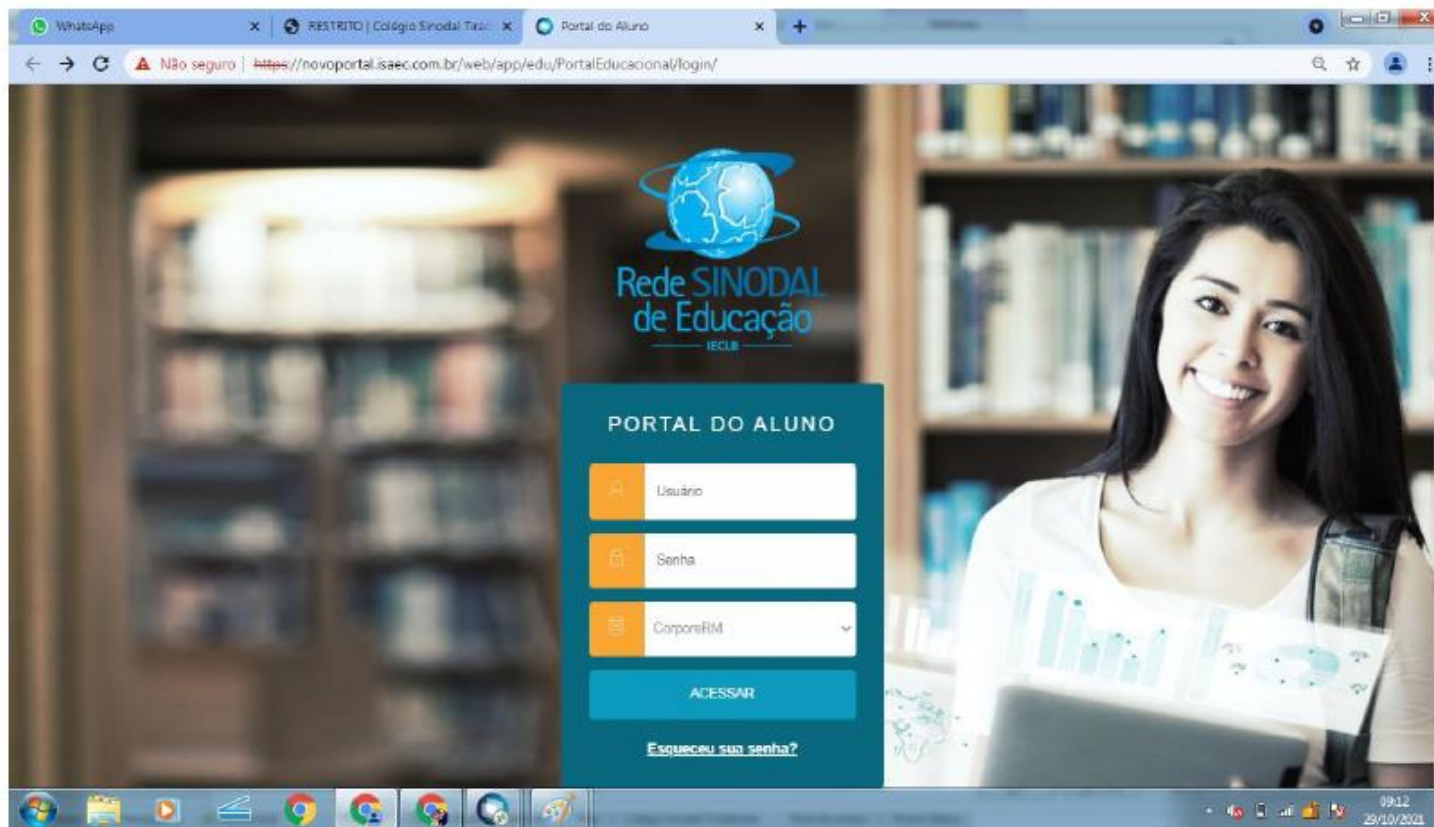 WhatsApp
RESTRITO | Colégio Sinodal Tirac
Portal do Aluno
Não seguro | https://novoportal.isaec.com.br/web/app/edu/PortalEducacional/login/
Rede SINODAL
de Educação
IECLB
PORTAL DO ALUNO
Usuário
Senha
CorporeRM
ACESSAR
Esqueceu sua senha?
09:12
29/10/2021